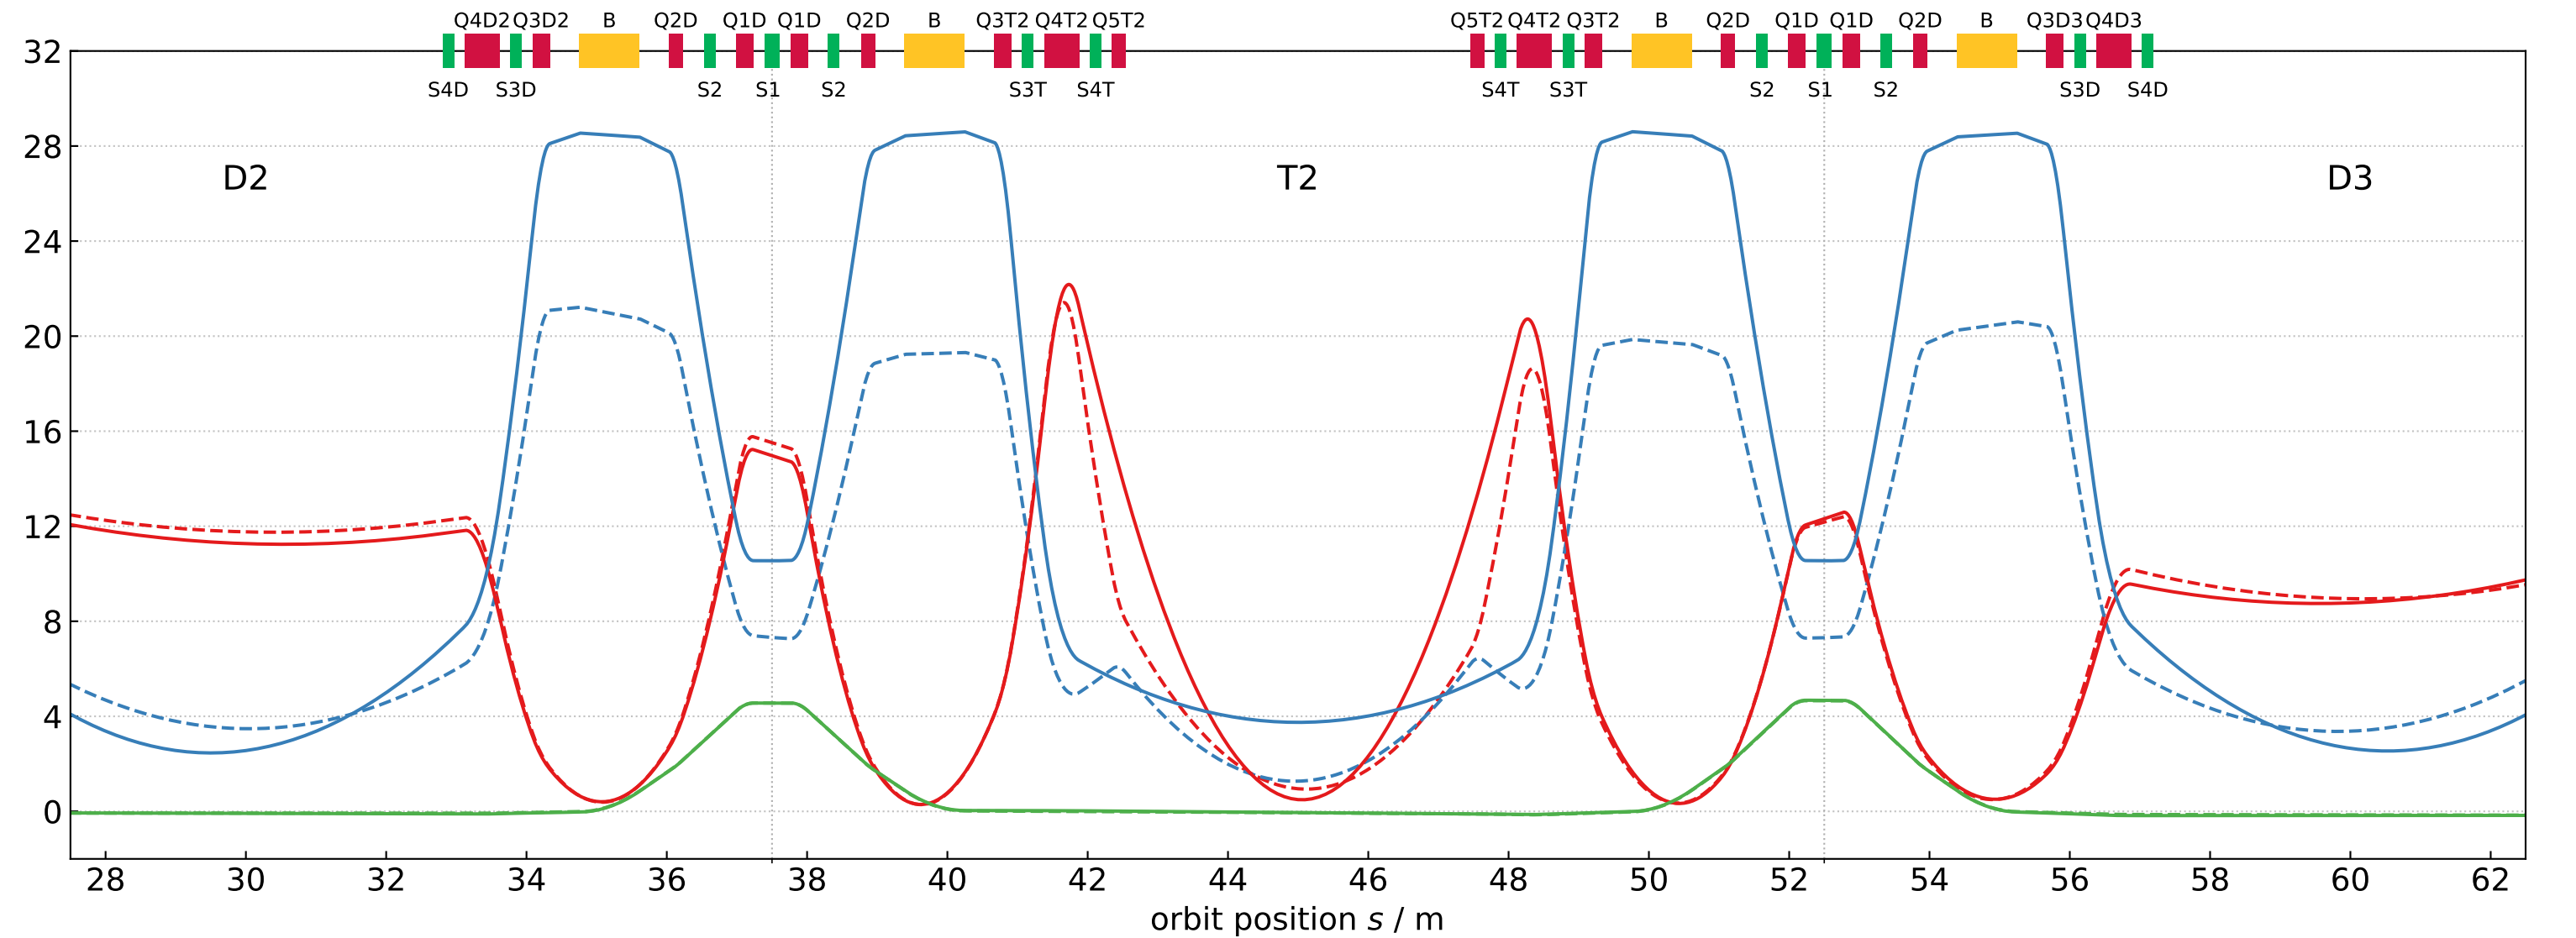 Q4D2 Q3D2 B Q2D Q1D Q1D Q2D B Q3T2 Q4T2 Q5T2 Q5T2 Q4T2 Q3T2 B Q2D Q1D Q1D Q2D B Q3D3 Q4D3
S4D S3D S2 S1 S2 S3T S4T S4T S3T S2 S1 S2 S3D S4D
D2 T2 D3
32
28
24
20
16
12
8
4
0
28 30 32 34 36 38 40 42 44 46 48 50 52 54 56 58 60 62
orbit position s / m